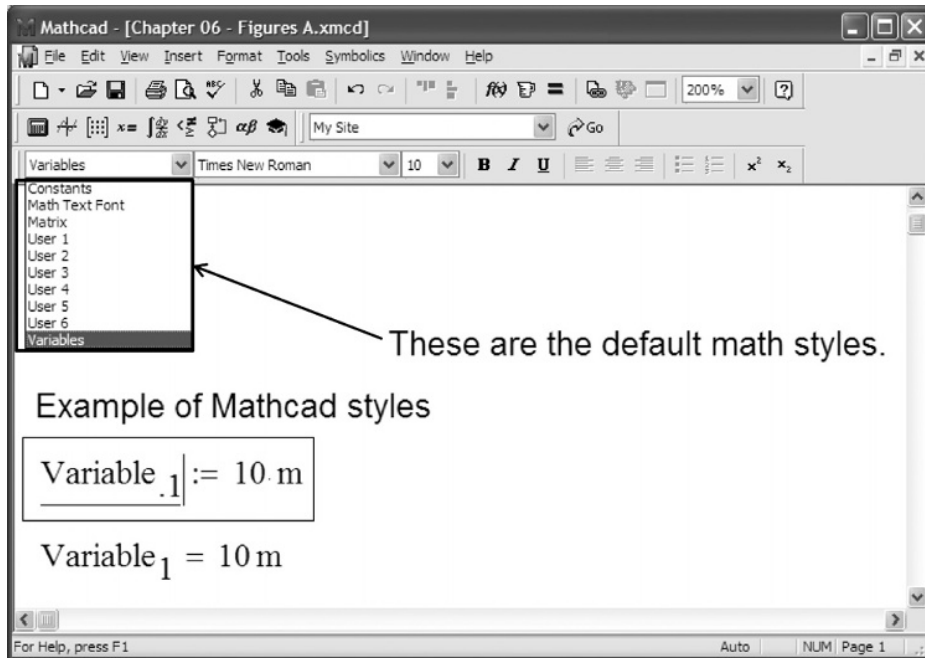 Mathcad - [Chapter 06 - Figures A.xmcd]
File Edit View Insert Format Tools Symbolics Window Help
200%
My Site Go
Variables Times New Roman 10 B I U x² x₂
Constants
Math Text Font
Matrix
User 1
User 2
User 3
User 4
User 5
User 6
Variables
These are the default math styles.
Example of Mathcad styles
Variable .1 := 10· m
Variable₁ = 10 m
For Help, press F1 Auto NUM Page 1